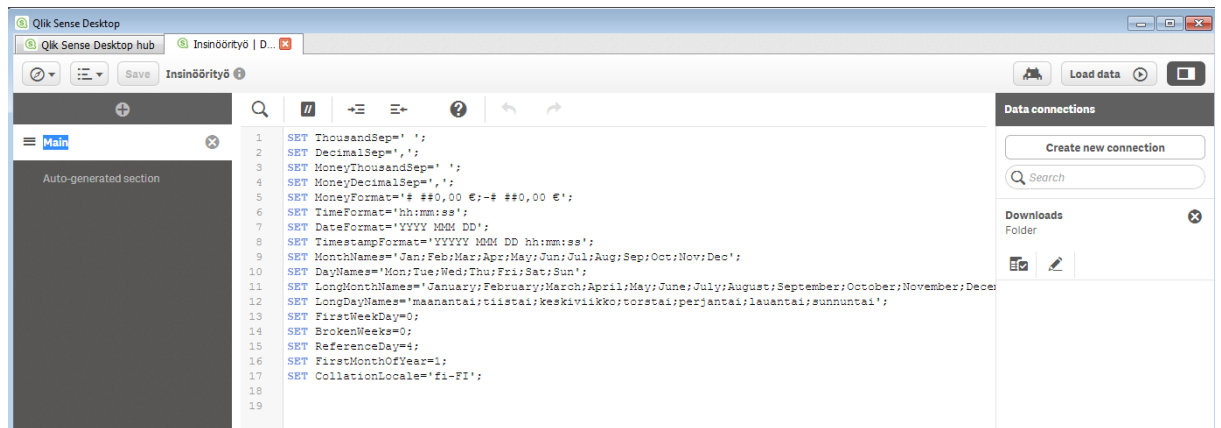 Qlik Sense Desktop
Qlik Sense Desktop hub
Insinöörityö | D...
Save
Insinöörityö
Load data
Main
Auto-generated section
1 SET ThousandSep=' ';
2 SET DecimalSep=',';
3 SET MoneyThousandSep=' ';
4 SET MoneyDecimalSep=',';
5 SET MoneyFormat='# ##0,00 €;-# ##0,00 €';
6 SET TimeFormat='hh:mm:ss';
7 SET DateFormat='YYYY MMM DD';
8 SET TimestampFormat='YYYYY MMM DD hh:mm:ss';
9 SET MonthNames='Jan;Feb;Mar;Apr;May;Jun;Jul;Aug;Sep;Oct;Nov;Dec';
10 SET DayNames='Mon;Tue;Wed;Thu;Fri;Sat;Sun';
11 SET LongMonthNames='January;February;March;April;May;June;July;August;September;October;November;Decem
12 SET LongDayNames='maanantai;tiistai;keskiviikko;torstai;perjantai;lauantai;sunnuntai';
13 SET FirstWeekDay=0;
14 SET BrokenWeeks=0;
15 SET ReferenceDay=4;
16 SET FirstMonthOfYear=1;
17 SET CollationLocale='fi-FI';
18
19
Data connections
Create new connection
Search
Downloads
Folder